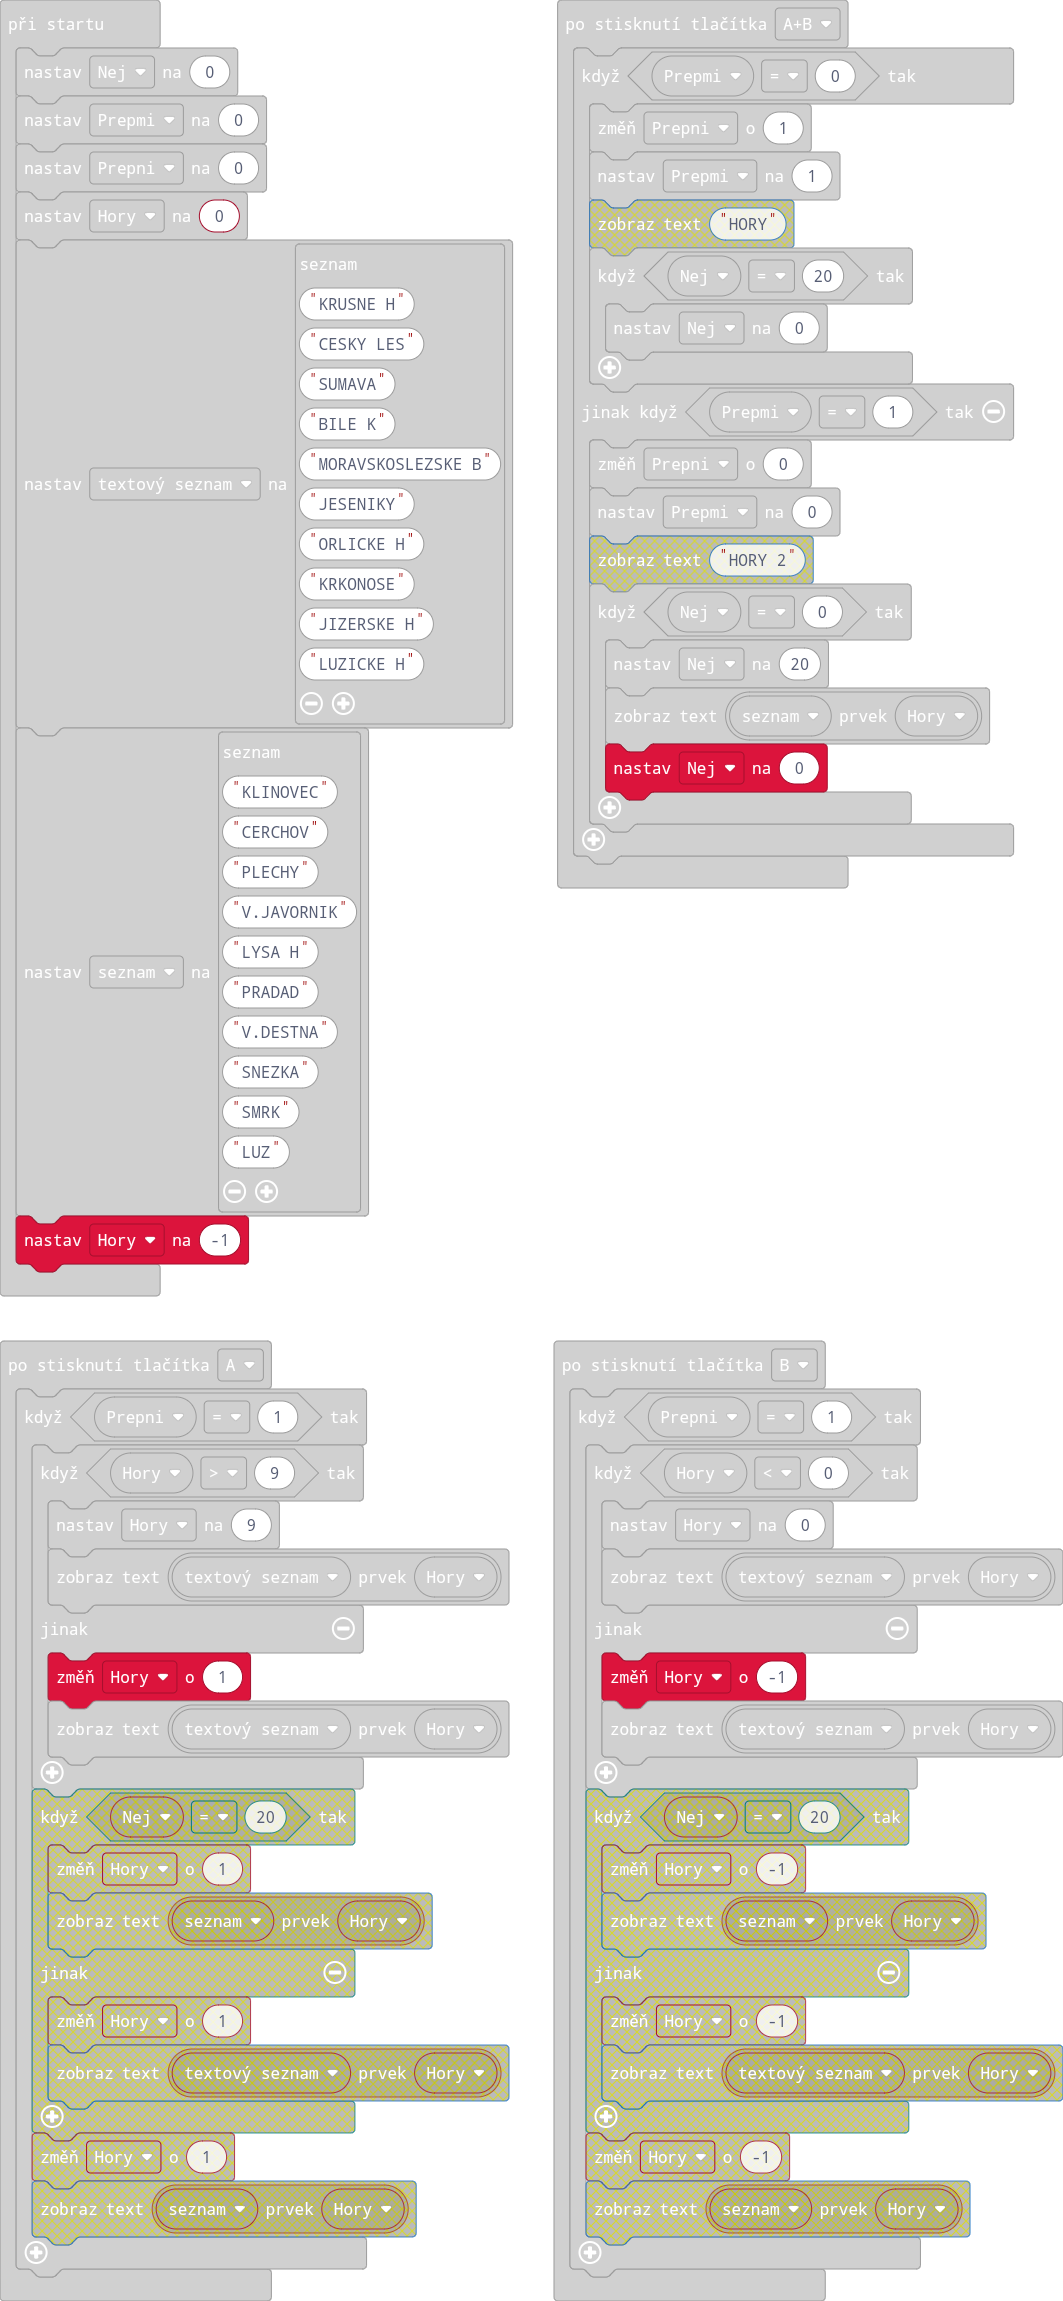 při startu
nastav Nej na 0
nastav Prepmi na 0
nastav Prepni na 0
nastav Hory na 0
nastav textový seznam na
seznam
"KRUSNE H"
"CESKY LES"
"SUMAVA"
"BILE K"
"MORAVSKOSLEZSKE B"
"JESENIKY"
"ORLICKE H"
"KRKONOSE"
"JIZERSKE H"
"LUZICKE H"
nastav seznam na
seznam
"KLINOVEC"
"CERCHOV"
"PLECHY"
"V.JAVORNIK"
"LYSA H"
"PRADAD"
"V.DESTNA"
"SNEZKA"
"SMRK"
"LUZ"
nastav Hory na -1
po stisknutí tlačítka A+B
když Prepmi = 0 tak
změň Prepni o 1
nastav Prepmi na 1
zobraz text "HORY"
když Nej = 20 tak
nastav Nej na 0
jinak když Prepmi = 1 tak
změň Prepni o 0
nastav Prepmi na 0
zobraz text "HORY 2"
když Nej = 0 tak
nastav Nej na 20
zobraz text seznam prvek Hory
nastav Nej na 0
po stisknutí tlačítka A
když Prepni = 1 tak
když Hory > 9 tak
nastav Hory na 9
zobraz text textový seznam prvek Hory
jinak
změň Hory o 1
zobraz text textový seznam prvek Hory
když Nej = 20 tak
změň Hory o 1
zobraz text seznam prvek Hory
jinak
změň Hory o 1
zobraz text textový seznam prvek Hory
změň Hory o 1
zobraz text seznam prvek Hory
po stisknutí tlačítka B
když Prepni = 1 tak
když Hory < 0 tak
nastav Hory na 0
zobraz text textový seznam prvek Hory
jinak
změň Hory o -1
zobraz text textový seznam prvek Hory
když Nej = 20 tak
změň Hory o -1
zobraz text seznam prvek Hory
jinak
změň Hory o -1
zobraz text textový seznam prvek Hory
změň Hory o -1
zobraz text seznam prvek Hory